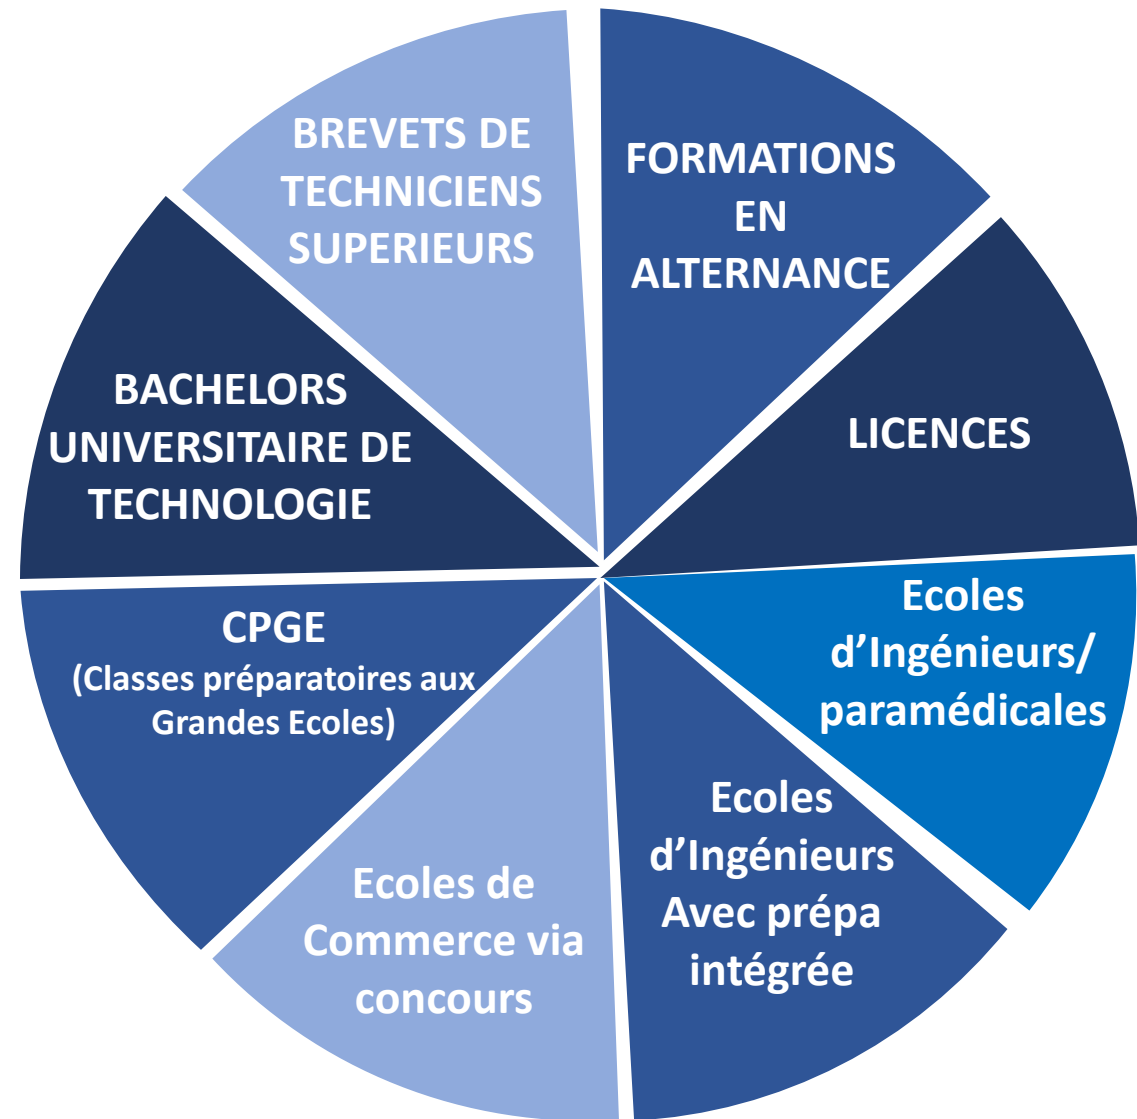 BREVETS DE
TECHNICIENS
SUPERIEURS
FORMATIONS
EN
ALTERNANCE
BACHELORS
UNIVERSITAIRE DE
TECHNOLOGIE
LICENCES
CPGE
(Classes préparatoires aux
Grandes Ecoles)
Ecoles
d’Ingénieurs/
paramédicales
Ecoles de
Commerce via
concours
Ecoles
d’Ingénieurs
Avec prépa
intégrée